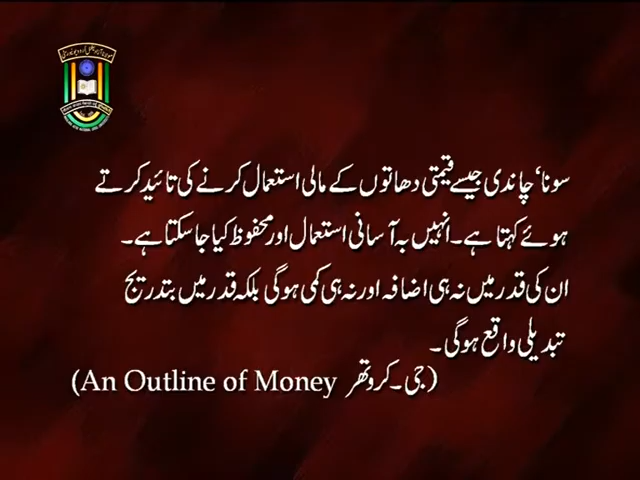 سونا‘ چاندی جیسے قیمتی دھاتوں کے مالی استعمال کرنے کی تائید کرتے
ہوئے کہتا ہے۔ انہیں بہ آسانی استعمال اور محفوظ کیا جاسکتا ہے۔
ان کی قدر میں نہ ہی اضافہ اور نہ ہی کمی ہوگی بلکہ قدر میں بتدریج
تبدیلی واقع ہوگی۔
(جی۔کروتھر An Outline of Money)